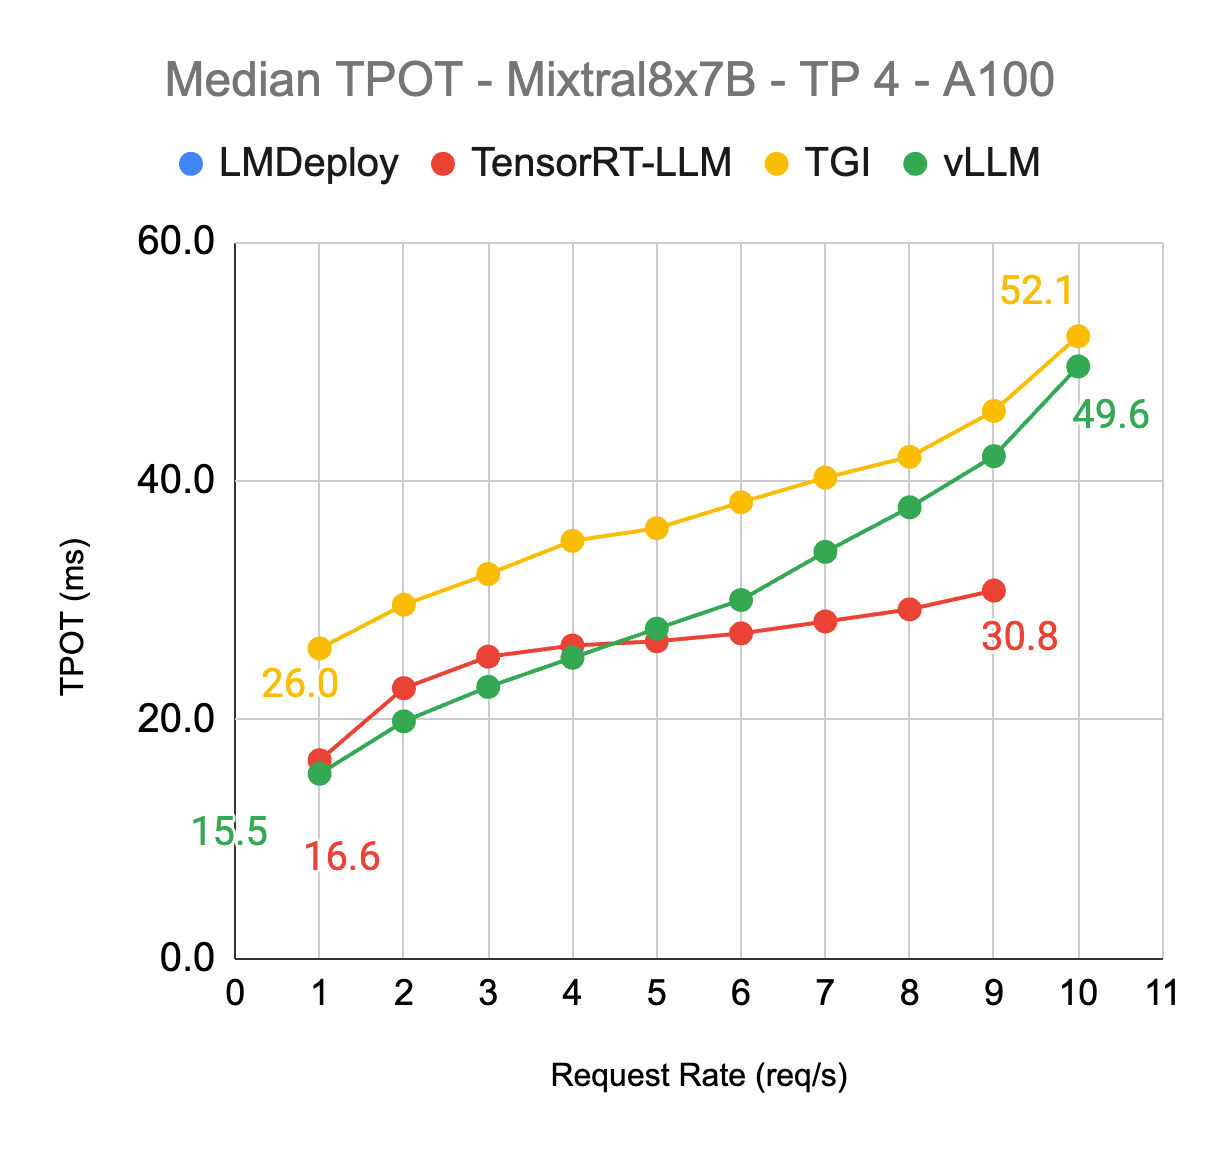 Median TPOT - Mixtral8x7B - TP 4 - A100
LMDeploy TensorRT-LLM TGI vLLM
60.0
52.1
49.6
40.0
TPOT (ms)
30.8
26.0
20.0
15.5
16.6
0.0
0 1 2 3 4 5 6 7 8 9 10 11
Request Rate (req/s)